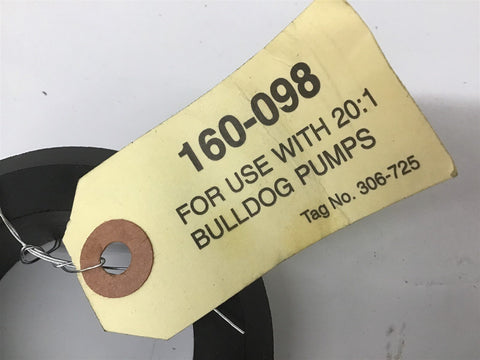 160-098
FOR USE WITH 20:1
BULLDOG PUMPS
Tag No. 306-725